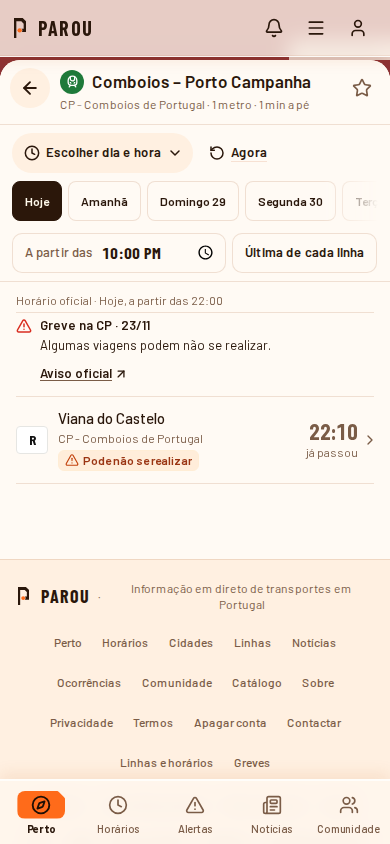 PAROU
Comboios – Porto Campanha
CP - Comboios de Portugal · 1 metro · 1 min a pé
Escolher dia e hora
Agora
Hoje
Amanhã
Domingo 29
Segunda 30
A partir das 10:00 PM
Última de cada linha
Horário oficial · Hoje, a partir das 22:00
Greve na CP · 23/11
Algumas viagens podem não se realizar.
Aviso oficial
R
Viana do Castelo
22:10
CP - Comboios de Portugal
já passou
Pode não se realizar
PAROU ·
Informação em direto de transportes em
Portugal
Perto Horários Cidades Linhas Notícias
Ocorrências Comunidade Catálogo Sobre
Privacidade Termos Apagar conta Contactar
Linhas e horários Greves
Perto Horários Alertas Notícias Comunidade